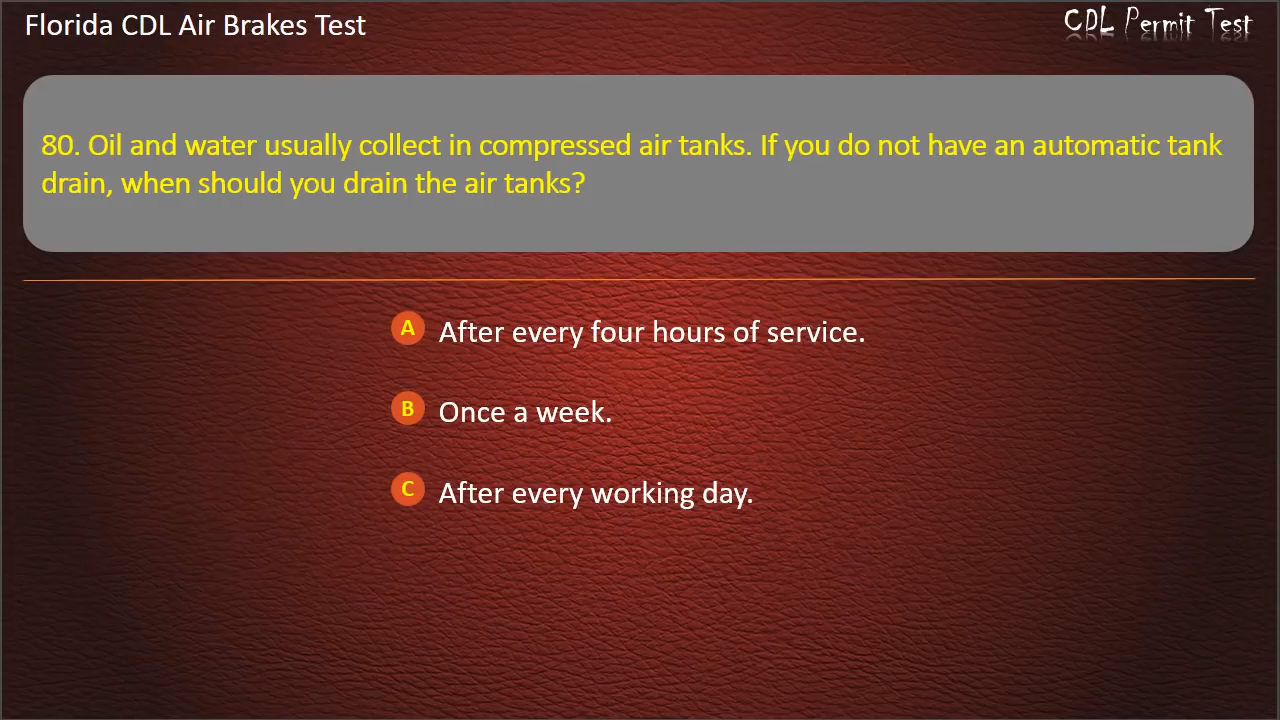 Florida CDL Air Brakes Test
CDL Permit Test
80. Oil and water usually collect in compressed air tanks. If you do not have an automatic tank
drain, when should you drain the air tanks?
A After every four hours of service.
B Once a week.
C After every working day.